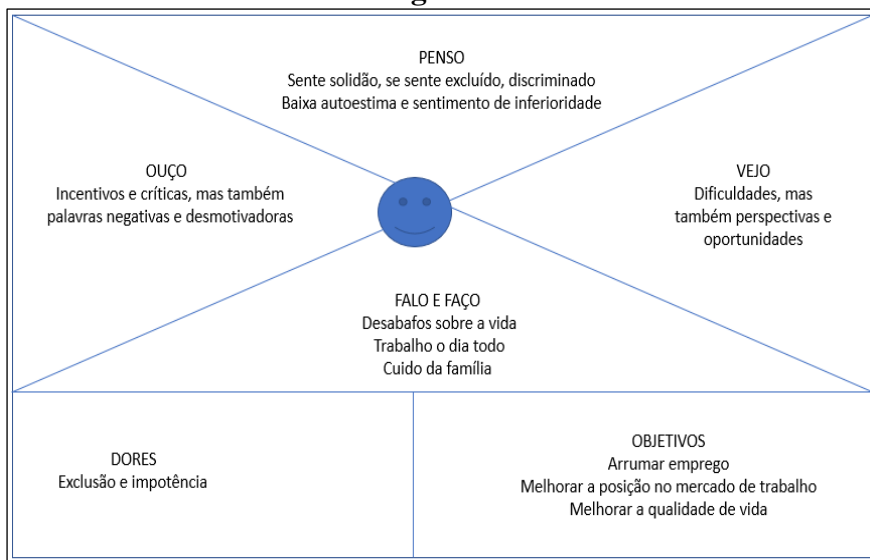 PENSO
Sente solidão, se sente excluído, discriminado
Baixa autoestima e sentimento de inferioridade
OUÇO
Incentivos e críticas, mas também
palavras negativas e desmotivadoras
VEJO
Dificuldades, mas
também perspectivas e
oportunidades
FALO E FAÇO
Desabafos sobre a vida
Trabalho o dia todo
Cuido da família
DORES
Exclusão e impotência
OBJETIVOS
Arrumar emprego
Melhorar a posição no mercado de trabalho
Melhorar a qualidade de vida